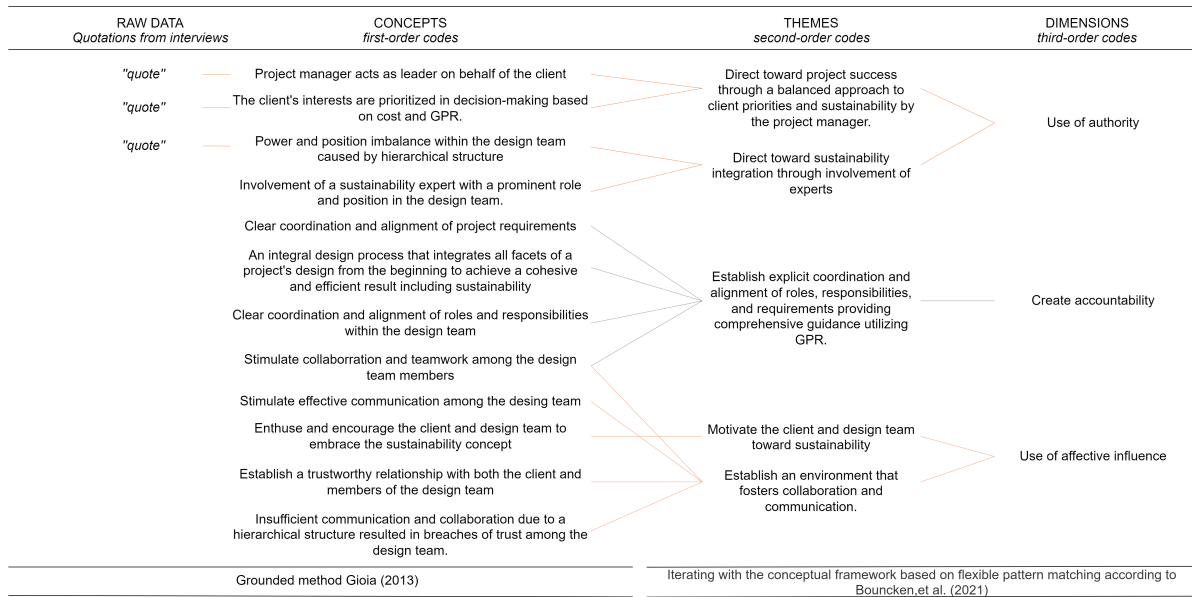 RAW DATA
Quotations from interviews
CONCEPTS
first-order codes
THEMES
second-order codes
DIMENSIONS
third-order codes
"quote"
"quote"
"quote"
Project manager acts as leader on behalf of the client
The client's interests are prioritized in decision-making based
on cost and GPR.
Power and position imbalance within the design team
caused by hierarchical structure
Involvement of a sustainability expert with a prominent role
and position in the design team.
Clear coordination and alignment of project requirements
An integral design process that integrates all facets of a
project's design from the beginning to achieve a cohesive
and efficient result including sustainability
Clear coordination and alignment of roles and responsibilities
within the design team
Stimulate collaborration and teamwork among the design
team members
Stimulate effective communication among the desing team
Enthuse and encourage the client and design team to
embrace the sustainability concept
Establish a trustworthy relationship with both the client and
members of the design team
Insufficient communication and collaboration due to a
hierarchical structure resulted in breaches of trust among the
design team.
Direct toward project success
through a balanced approach to
client priorities and sustainability by
the project manager.
Direct toward sustainability
integration through involvement of
experts
Establish explicit coordination and
alignment of roles, responsibilities,
and requirements providing
comprehensive guidance utilizing
GPR.
Motivate the client and design team
toward sustainability
Establish an environment that
fosters collaboration and
communication.
Use of authority
Create accountability
Use of affective influence
Grounded method Gioia (2013)
Iterating with the conceptual framework based on flexible pattern matching according to
Bouncken,et al. (2021)